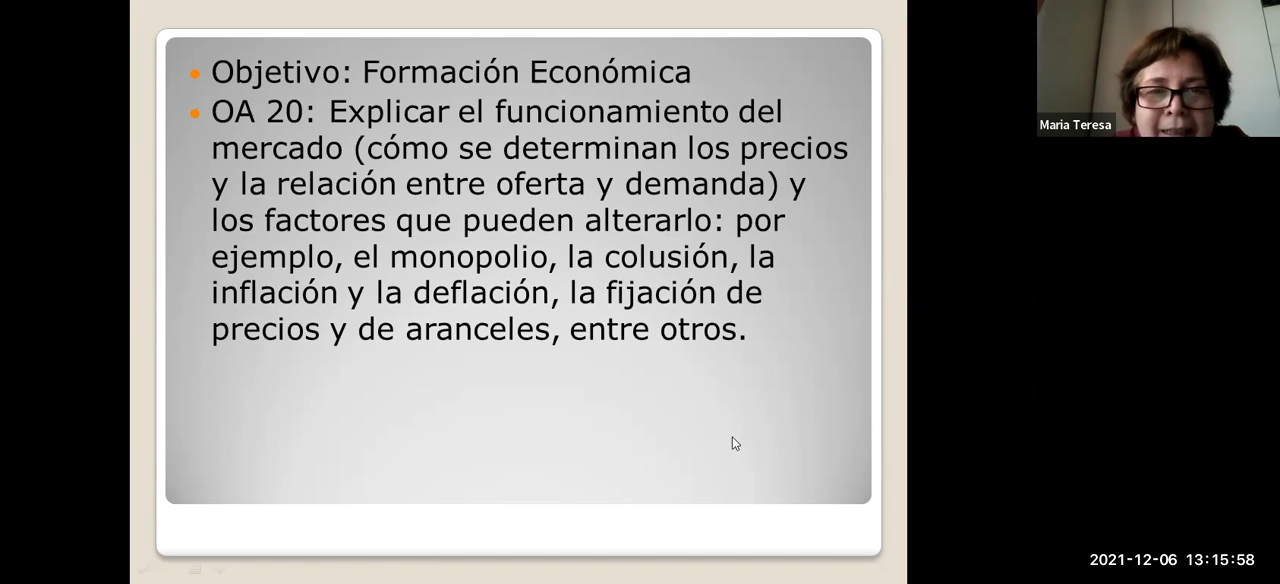 Objetivo: Formación Económica
OA 20: Explicar el funcionamiento del
mercado (cómo se determinan los precios
y la relación entre oferta y demanda) y
los factores que pueden alterarlo: por
ejemplo, el monopolio, la colusión, la
inflación y la deflación, la fijación de
precios y de aranceles, entre otros.
Maria Teresa
2021-12-06 13:15:58